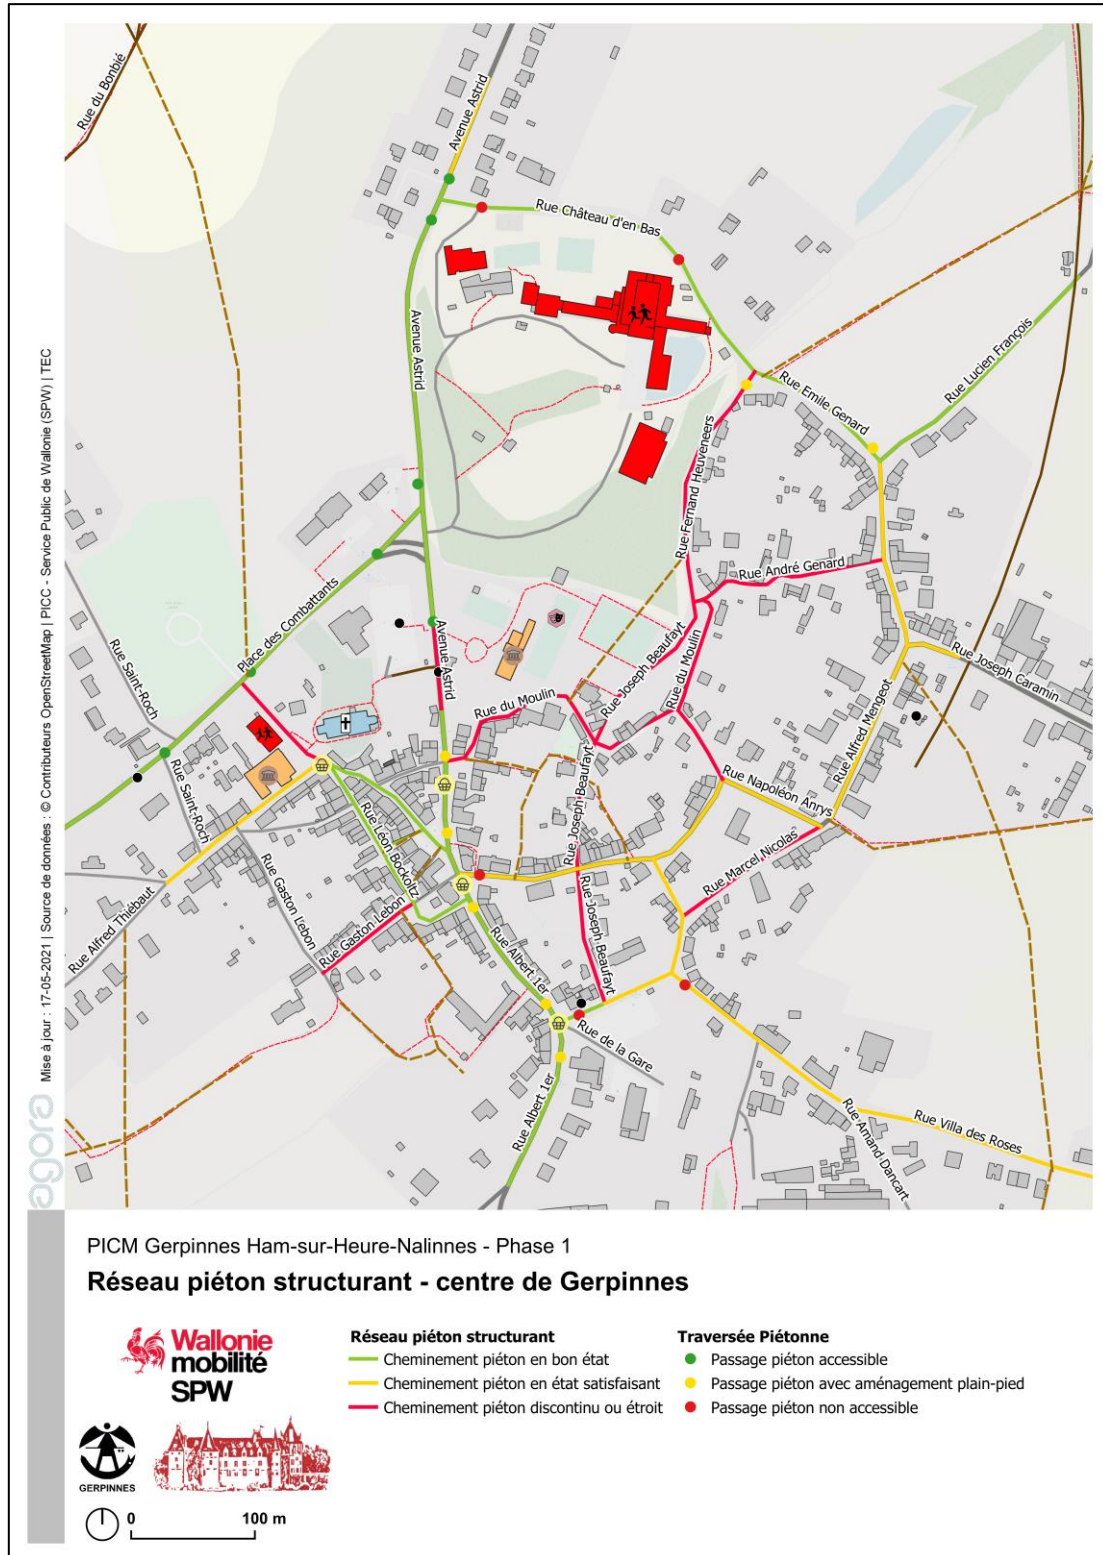 Rue du Bonbié
Avenue Astrid
Rue Château d'en Bas
Avenue Astrid
Rue Lucien François
Rue Emile Genard
Rue Fernand Heuveneers
Rue André Genard
Place des Combattants
Avenue Astrid
Rue Joseph Beaufayt
Rue du Moulin
Rue Joseph Caramin
Rue Saint-Roch
Rue du Moulin
Rue Alfred Mengeot
Rue Saint-Roch
Rue Joseph Beaufayt
Rue Napoléon Anrys
Rue Léon Bockoltz
Rue Marcel Nicolas
Rue Gaston Lebon
Rue Alfred Thiébaut
Rue Gaston Lebon
Rue Joseph Beaufayt
Rue Albert 1er
Rue de la Gare
Rue Albert 1er
Rue Villa des Roses
Rue Amand Dancart
Mise à jour : 17-05-2021 | Source de données : © Contributeurs OpenStreetMap | PICC - Service Public de Wallonie (SPW) | TEC
agora
PICM Gerpinnes Ham-sur-Heure-Nalinnes - Phase 1
Réseau piéton structurant - centre de Gerpinnes
Wallonie
mobilité
SPW
GERPINNES
0 100 m
Réseau piéton structurant
Cheminement piéton en bon état
Cheminement piéton en état satisfaisant
Cheminement piéton discontinu ou étroit
Traversée Piétonne
Passage piéton accessible
Passage piéton avec aménagement plain-pied
Passage piéton non accessible